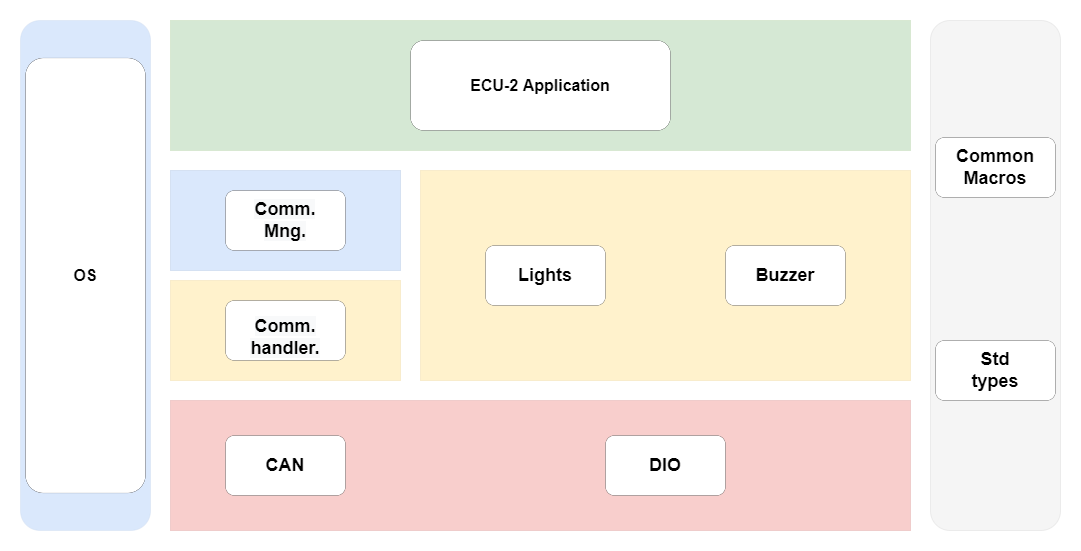 ECU-2 Application
OS
Common
Macros
Comm.
Mng.
Lights
Buzzer
Comm.
handler.
Std
types
CAN
DIO